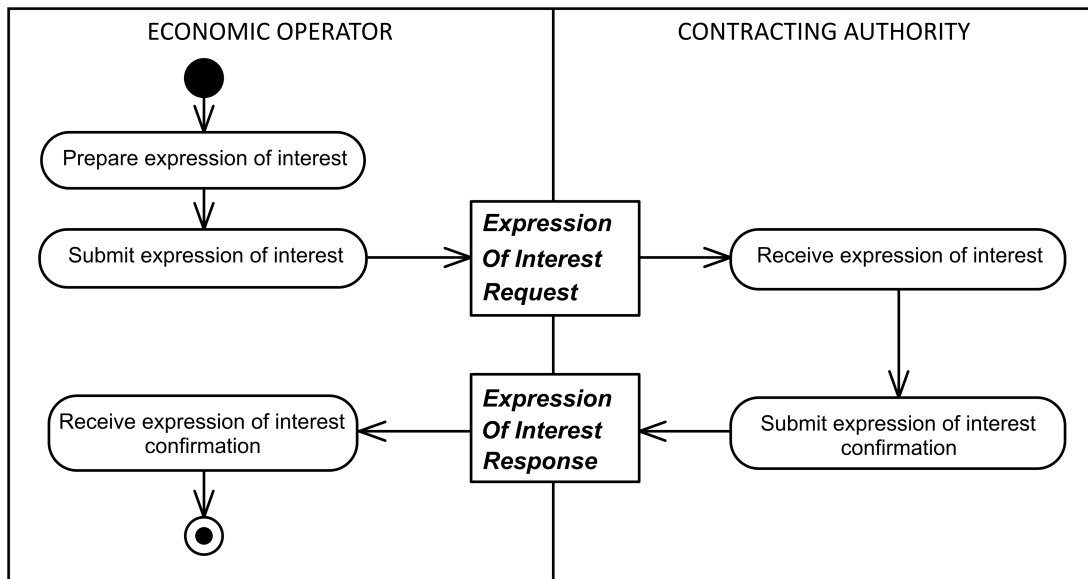 ECONOMIC OPERATOR
CONTRACTING AUTHORITY
Prepare expression of interest
Submit expression of interest
Expression
Of Interest
Request
Receive expression of interest
Receive expression of interest
confirmation
Expression
Of Interest
Response
Submit expression of interest
confirmation